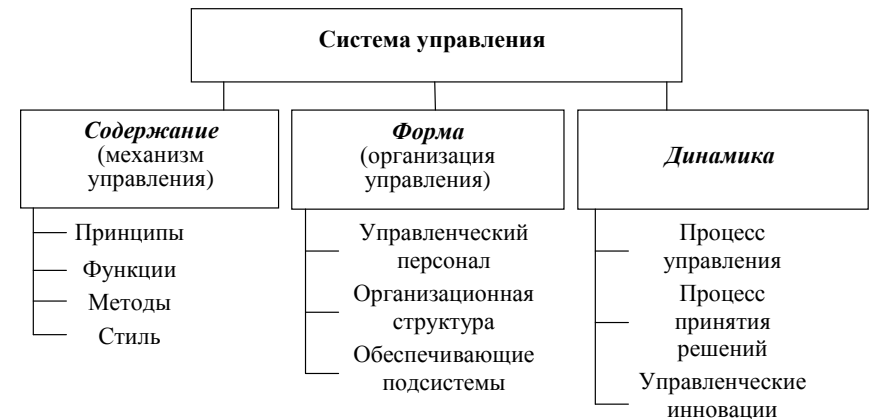 Система управления
Содержание
(механизм
управления)
Принципы
Функции
Методы
Стиль
Форма
(организация
управления)
Управленческий
персонал
Организационная
структура
Обеспечивающие
подсистемы
Динамика
Процесс
управления
Процесс
принятия
решений
Управленческие
инновации